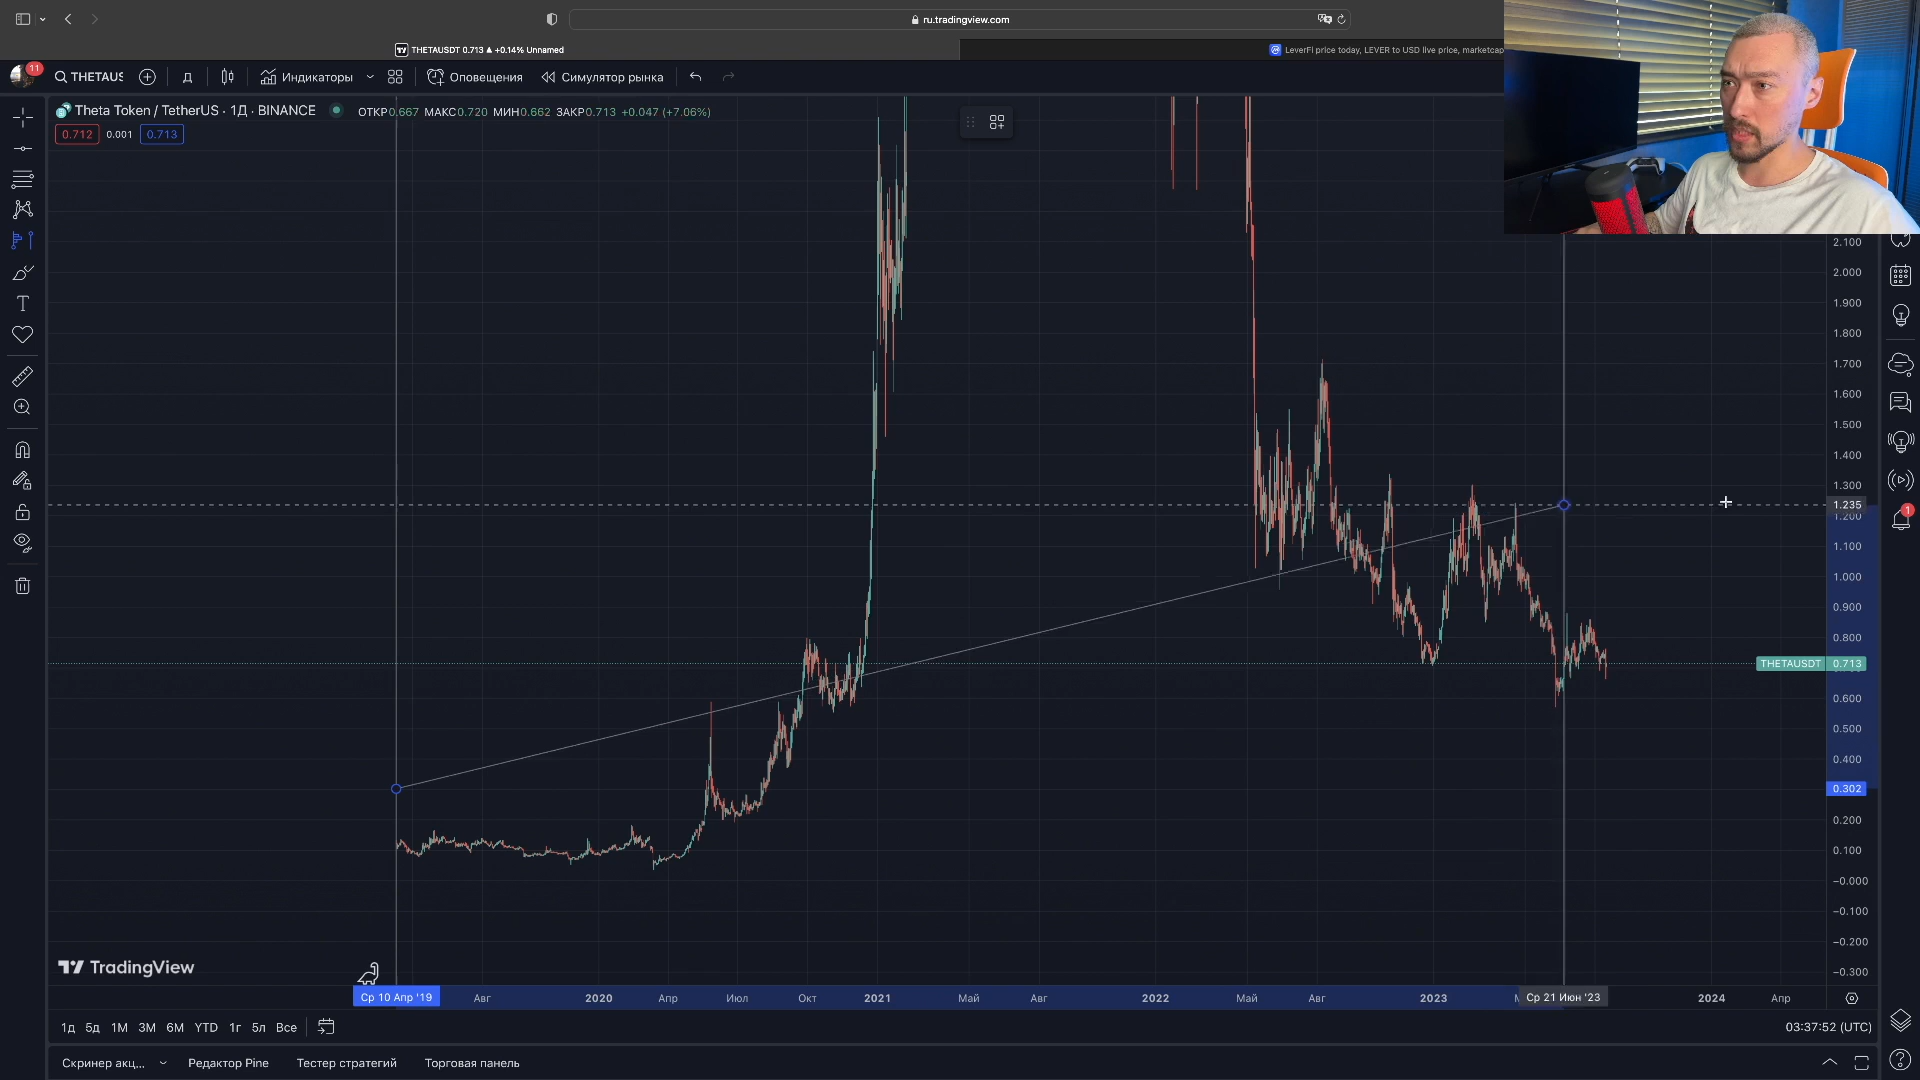 ru.tradingview.com
THETAUSDT 0.713 ▲ +0.14% Unnamed
LeverFi price today, LEVER to USD live price, marketcap
11
THETAUS
Д
Индикаторы
Оповещения
Симулятор рынка
Theta Token / TetherUS · 1Д · BINANCE
ОТКР0.667 МАКС0.720 МИН0.662 ЗАКР0.713 +0.047 (+7.06%)
0.712 0.001 0.713
2.100
2.000
1.900
1.800
1.700
1.600
1.500
1.400
1.300
1.235
1.200
1.100
1.000
0.900
0.800
THETAUSDT 0.713
0.600
0.500
0.400
0.302
0.200
0.100
−0.000
−0.100
−0.200
−0.300
1
TradingView
Ср 10 Апр '19 Авг 2020 Апр Июл Окт 2021 Май Авг 2022 Май Авг 2023 Ср 21 Июн '23 2024 Апр
1д 5д 1М 3М 6М YTD 1г 5л Все
03:37:52 (UTC)
Скринер акц... Редактор Pine Тестер стратегий Торговая панель